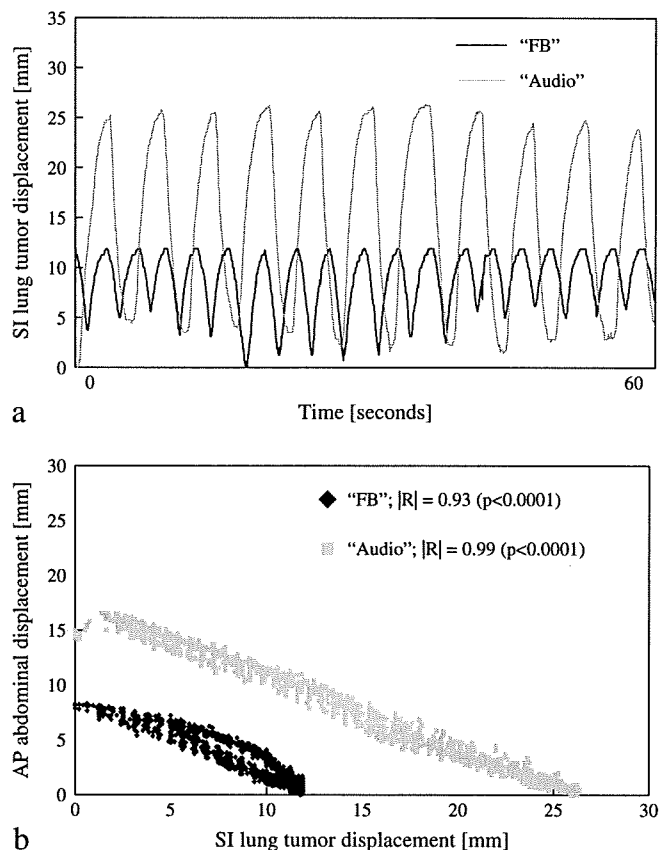 35
30
25
20
15
10
5
0
SI lung tumor displacement [mm]
“FB”
“Audio”
0
60
Time [seconds]
a
30
25
20
15
10
5
0
AP abdominal displacement [mm]
“FB”; |R| = 0.93 (p<0.0001)
“Audio”; |R| = 0.99 (p<0.0001)
0
5
10
15
20
25
30
SI lung tumor displacement [mm]
b